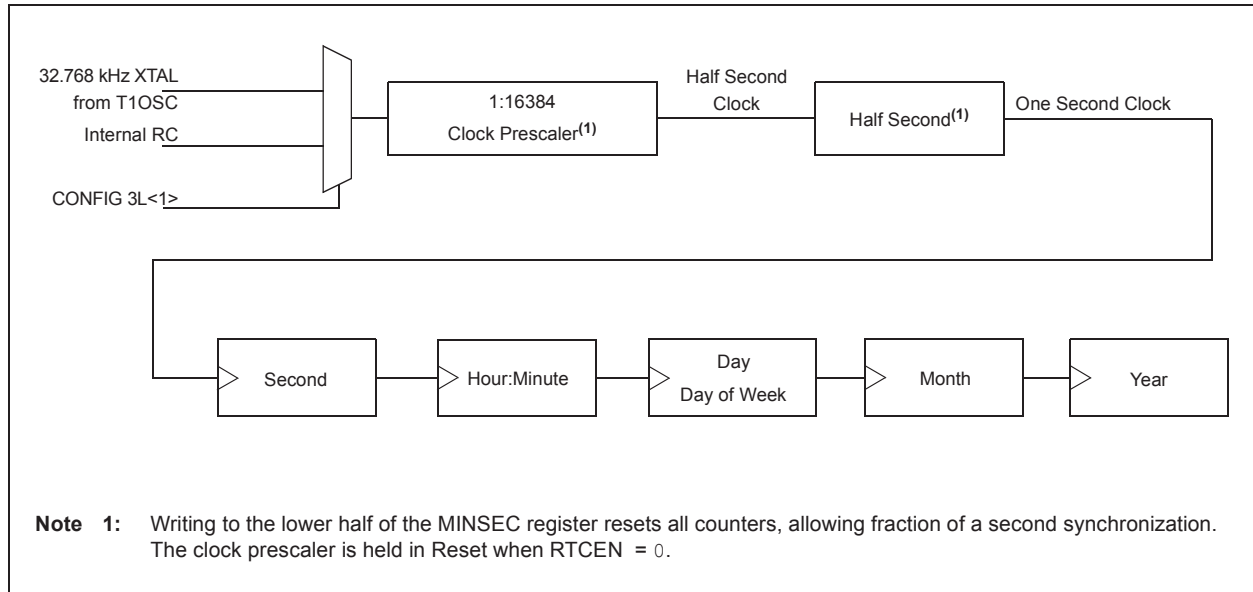 32.768 kHz XTAL
from T1OSC
Internal RC
CONFIG 3L<1>
1:16384
Clock Prescaler(1)
Half Second
Clock
Half Second(1)
One Second Clock
Second
Hour:Minute
Day
Day of Week
Month
Year
Note 1: Writing to the lower half of the MINSEC register resets all counters, allowing fraction of a second synchronization.
The clock prescaler is held in Reset when RTCEN = 0.